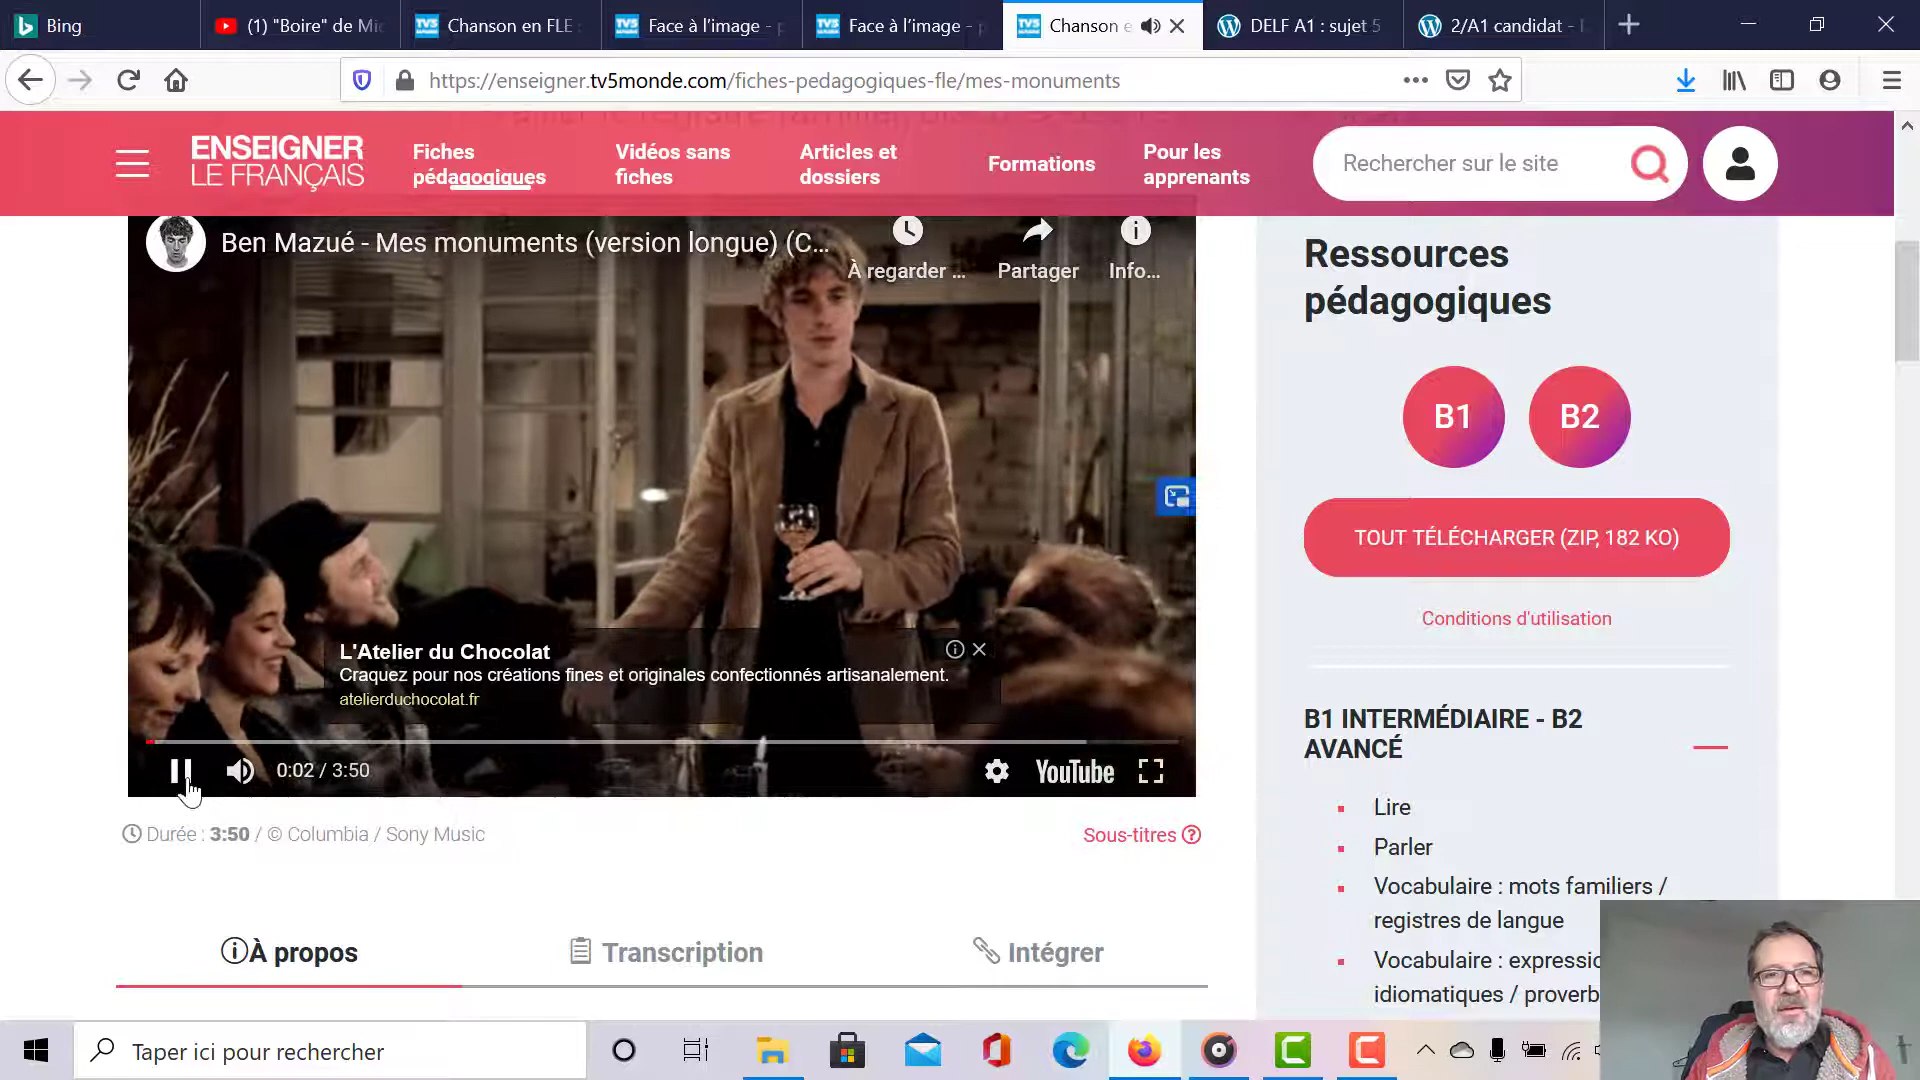 Bing
(1) "Boire" de Mi
Chanson en FLE :
Face à l'image - p
Face à l'image - p
Chanson e
DELF A1 : sujet 5
2/A1 candidat -
https://enseigner.tv5monde.com/fiches-pedagogiques-fle/mes-monuments
ENSEIGNER
LE FRANÇAIS
Fiches
pédagogiques
Vidéos sans
fiches
Articles et
dossiers
Formations
Pour les
apprenants
Rechercher sur le site
Ben Mazué - Mes monuments (version longue) (C...
À regarder ...
Partager
Info...
L'Atelier du Chocolat
Craquez pour nos créations fines et originales confectionnés artisanalement.
atelierduchocolat.fr
0:02 / 3:50
YouTube
Durée : 3:50 / © Columbia / Sony Music
Sous-titres
À propos
Transcription
Intégrer
Ressources
pédagogiques
B1
B2
TOUT TÉLÉCHARGER (ZIP, 182 KO)
Conditions d'utilisation
B1 INTERMÉDIAIRE - B2
AVANCÉ
Lire
Parler
Vocabulaire : mots familiers /
registres de langue
Vocabulaire : expressio
idiomatiques / proverb
Taper ici pour rechercher